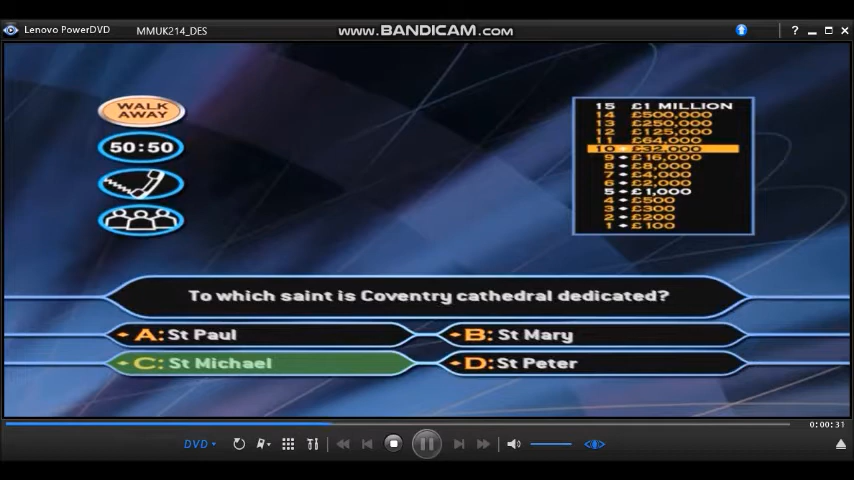 Lenovo PowerDVD
MMUK214_DES
www.BANDICAM.com
?
WALK AWAY
50:50
15 £1 MILLION
14 £500,000
13 £250,000
12 £125,000
11 £64,000
10 £32,000
9 £16,000
8 £8,000
7 £4,000
6 £2,000
5 £1,000
4 £500
3 £300
2 £200
1 £100
To which saint is Coventry cathedral dedicated?
A: St Paul
B: St Mary
C: St Michael
D: St Peter
0:00:31
DVD